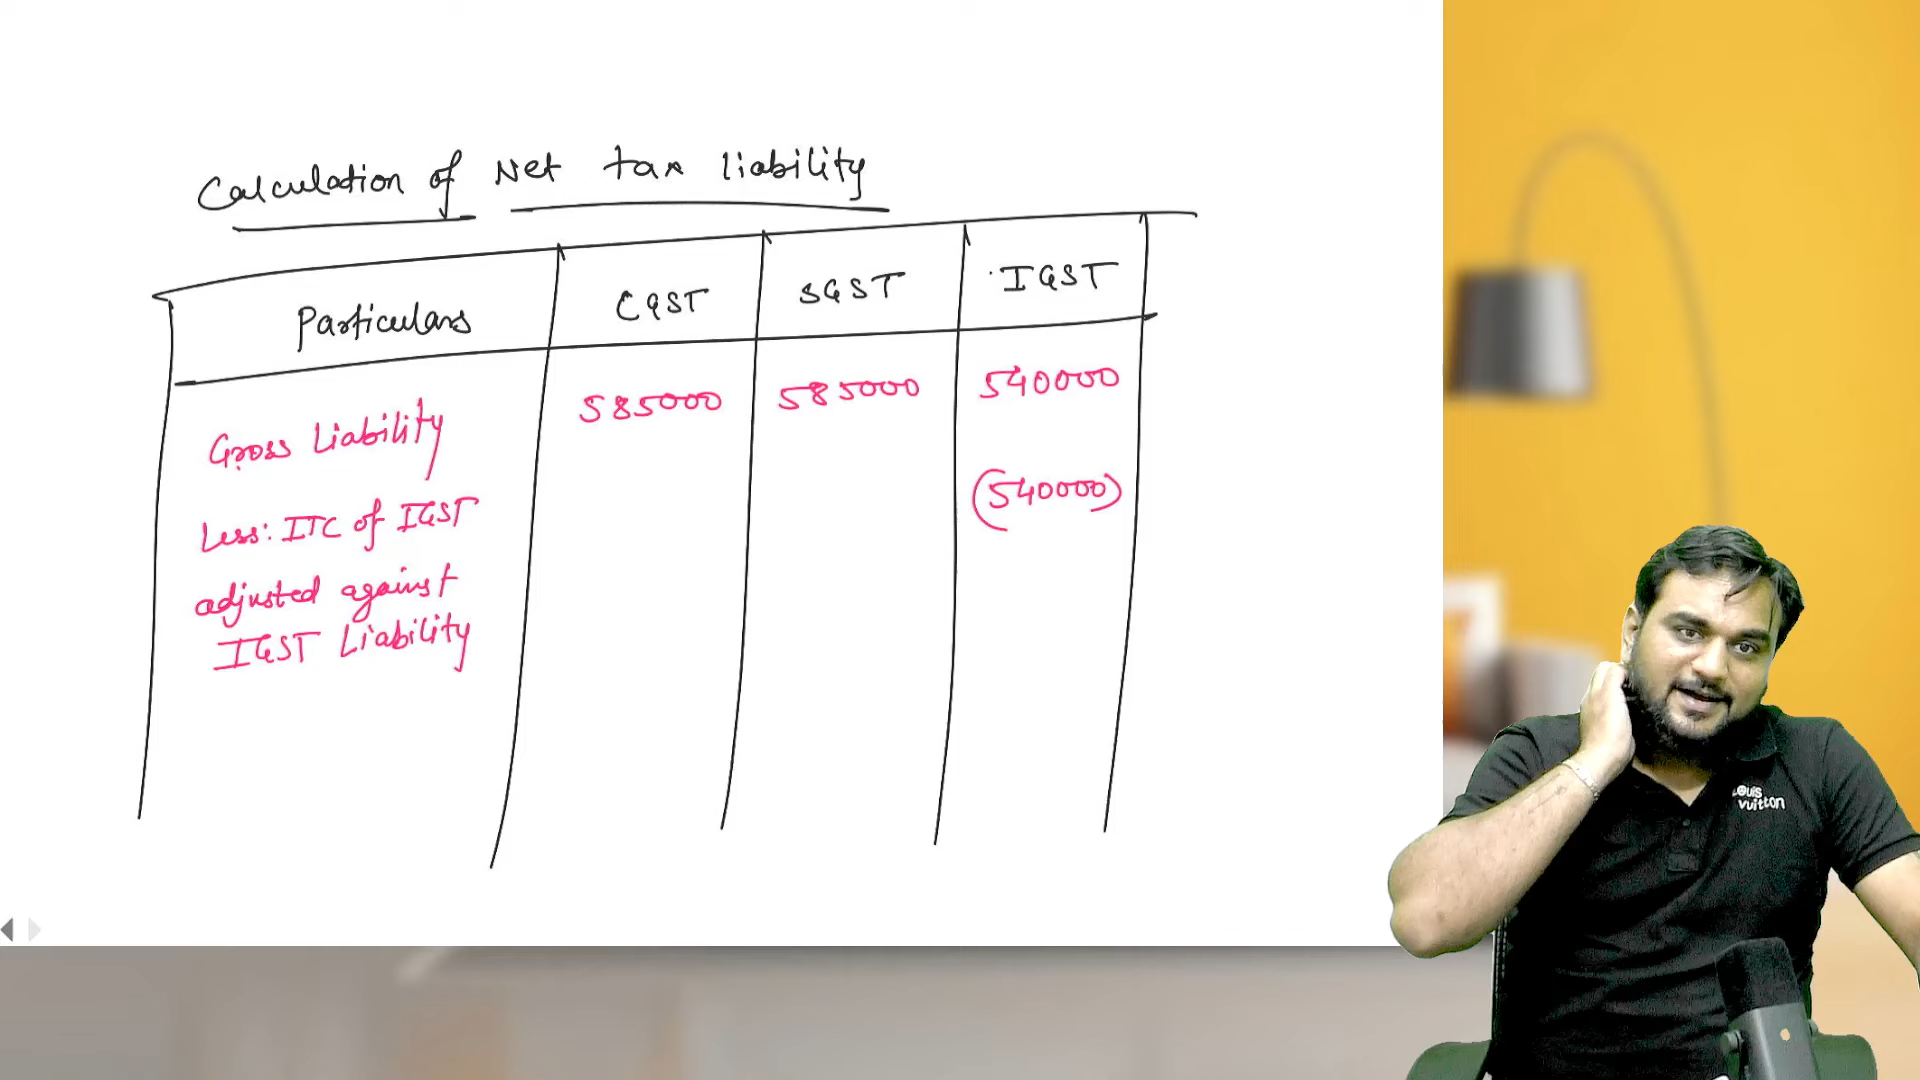 Calculation of Net tax liability
Particulars CGST SGST IGST
Gross Liability 585000 585000 540000
Less: ITC of IGST (540000)
adjusted against
IGST Liability
Louis
vuitton